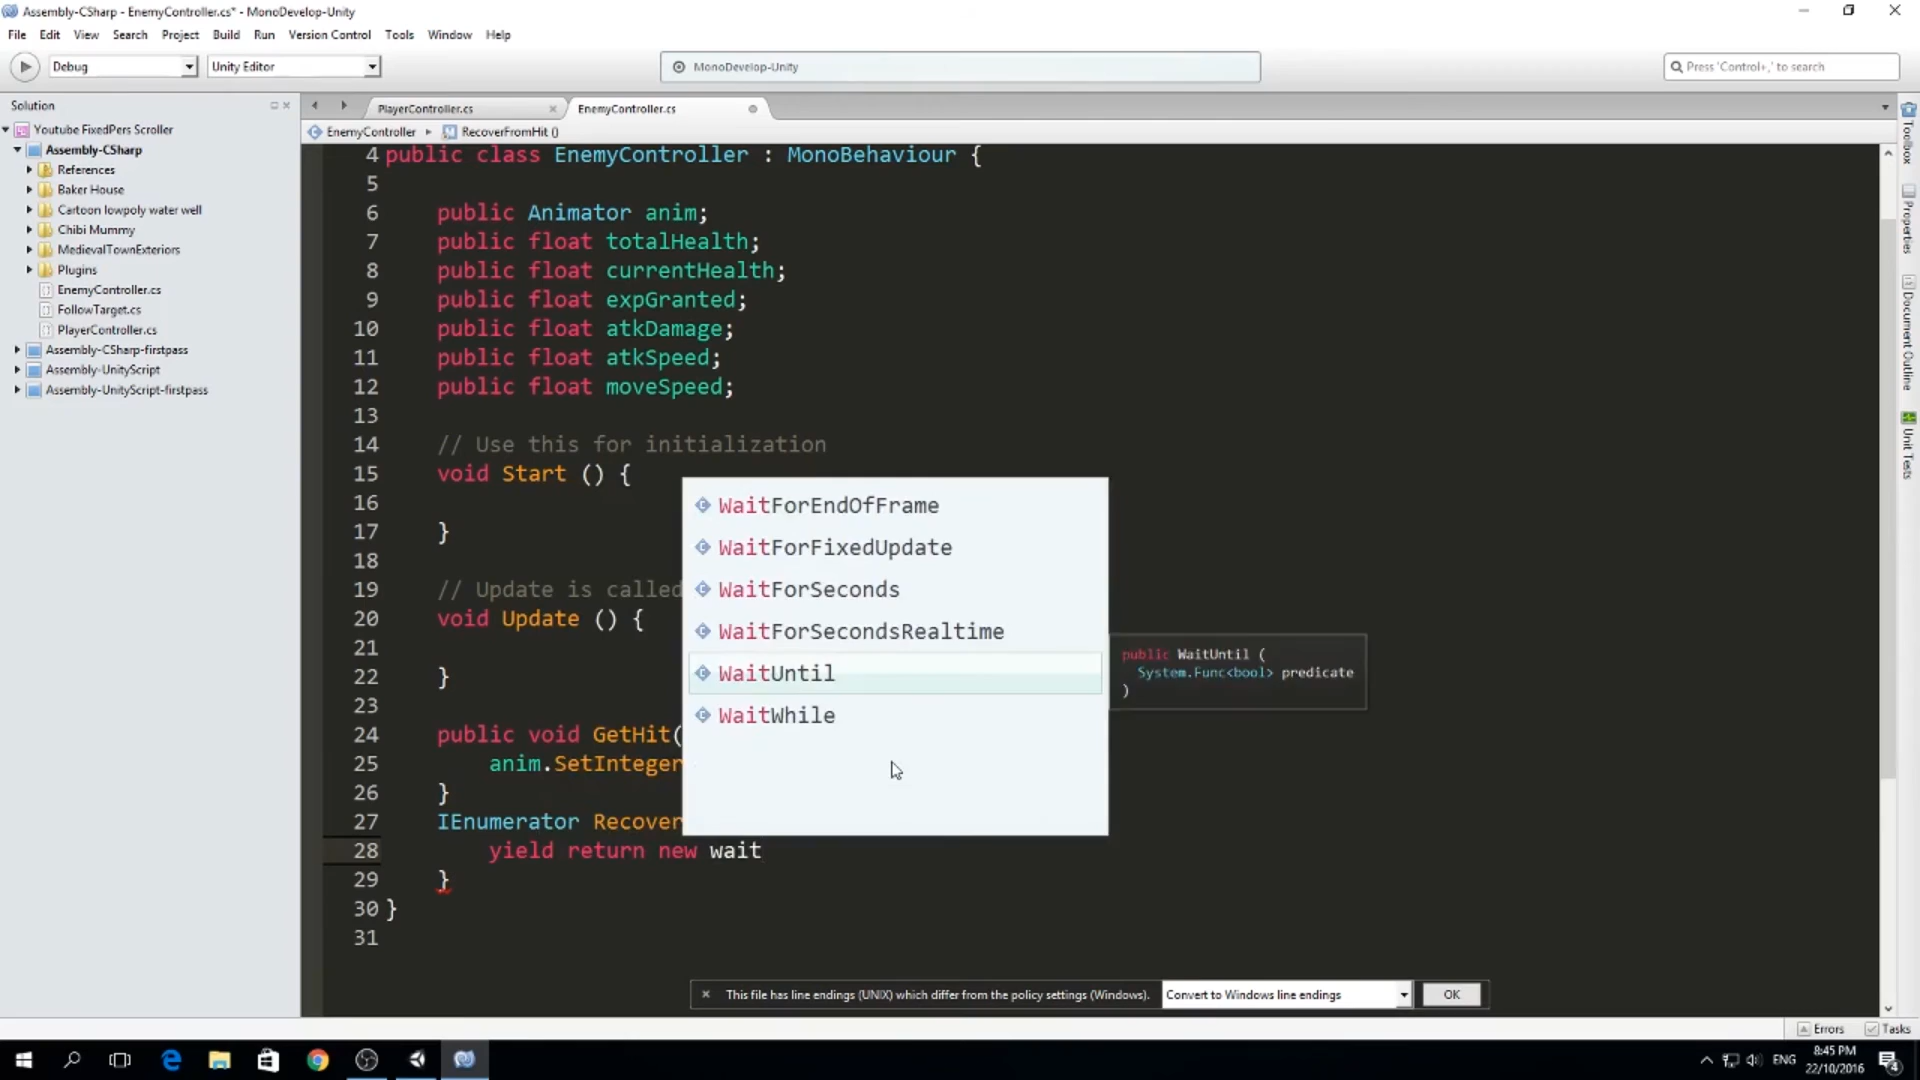 Assembly-CSharp - EnemyController.cs* - MonoDevelop-Unity
File Edit View Search Project Build Run Version Control Tools Window Help
Debug Unity Editor MonoDevelop-Unity Press 'Control+,' to search
Solution
Youtube FixedPers Scroller
Assembly-CSharp
References
Baker House
Cartoon lowpoly water well
Chibi Mummy
MedievalTownExteriors
Plugins
EnemyController.cs
FollowTarget.cs
PlayerController.cs
Assembly-CSharp-firstpass
Assembly-UnityScript
Assembly-UnityScript-firstpass
PlayerController.cs EnemyController.cs
EnemyController RecoverFromHit ()
4 public class EnemyController : MonoBehaviour {
5
6 public Animator anim;
7 public float totalHealth;
8 public float currentHealth;
9 public float expGranted;
10 public float atkDamage;
11 public float atkSpeed;
12 public float moveSpeed;
13
14 // Use this for initialization
15 void Start () {
16
17 }
18
19 // Update is called
20 void Update () {
21
22 }
23
24 public void GetHit(
25 anim.SetInteger
26 }
27 IEnumerator Recover
28 yield return new wait
29 }
30 }
31
WaitForEndOfFrame
WaitForFixedUpdate
WaitForSeconds
WaitForSecondsRealtime
WaitUntil
WaitWhile
public WaitUntil (
System.Func<bool> predicate
)
Toolbox
Properties
Document Outline
Unit Tests
This file has line endings (UNIX) which differ from the policy settings (Windows). Convert to Windows line endings OK
Errors Tasks
ENG 8:45 PM
22/10/2016
4